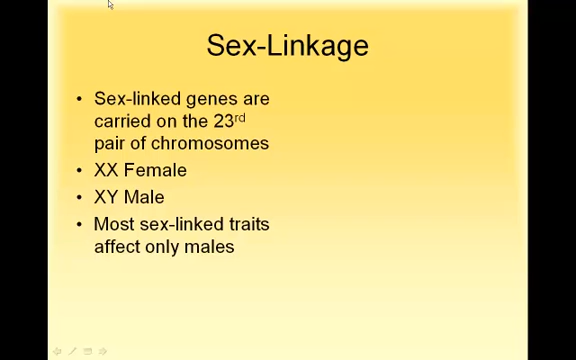 Sex-Linkage
• Sex-linked genes are
carried on the 23rd
pair of chromosomes
• XX Female
• XY Male
• Most sex-linked traits
affect only males